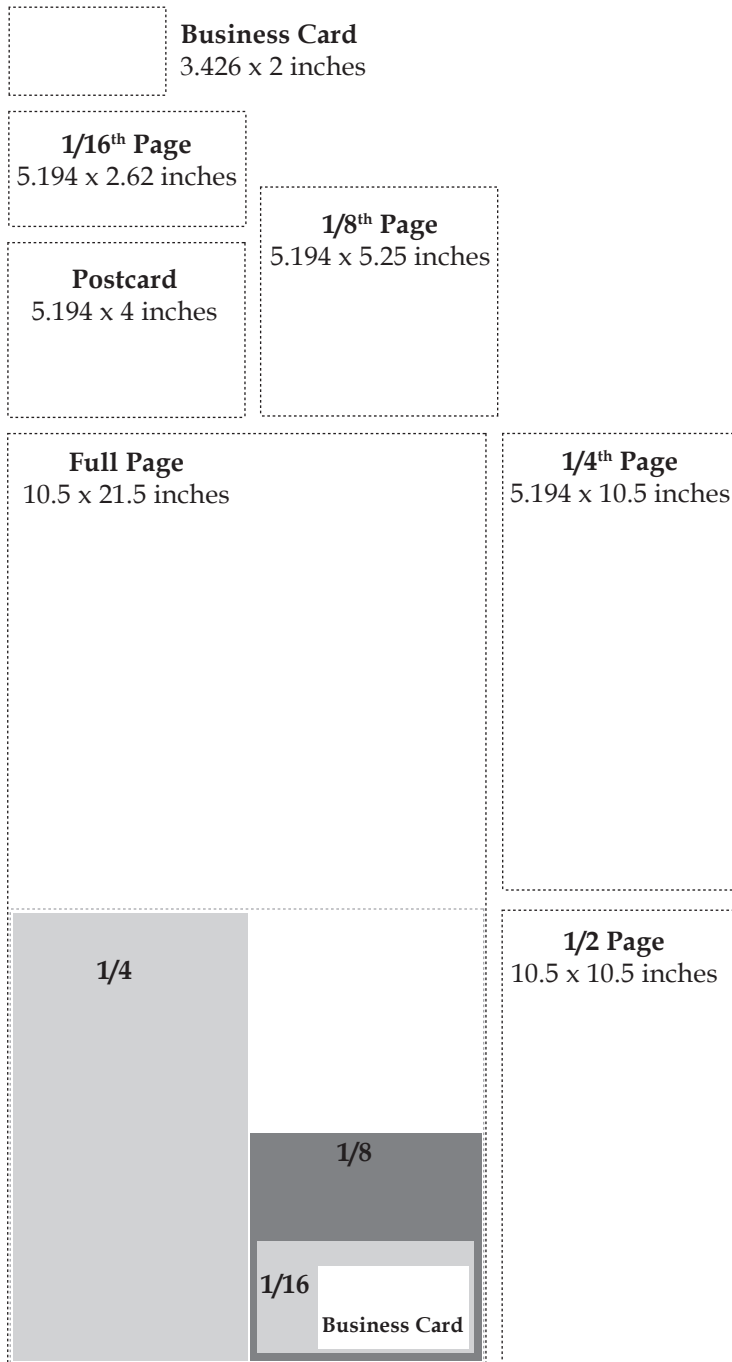 Business Card
3.426 x 2 inches
1/16th Page
5.194 x 2.62 inches
1/8th Page
5.194 x 5.25 inches
Postcard
5.194 x 4 inches
Full Page
10.5 x 21.5 inches
1/4th Page
5.194 x 10.5 inches
1/4
1/2 Page
10.5 x 10.5 inches
1/8
1/16
Business Card